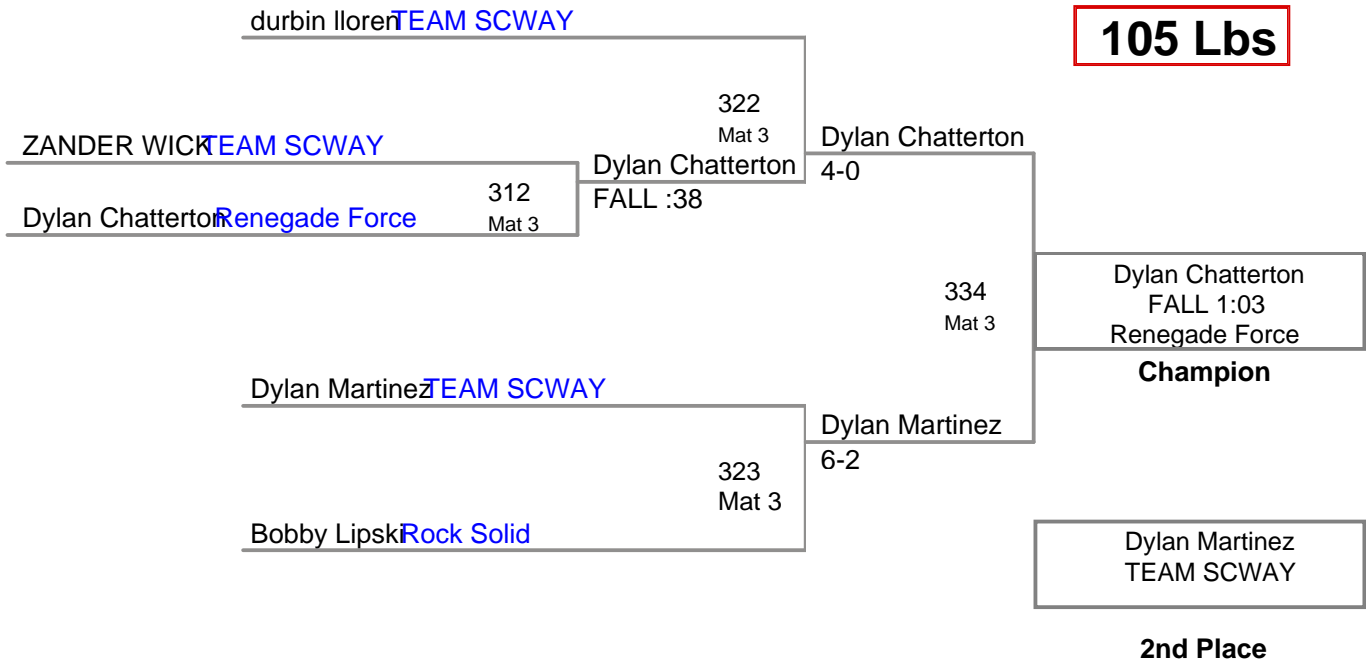 durbin lloren TEAM SCWAY
105 Lbs
322
Mat 3
ZANDER WICK TEAM SCWAY
Dylan Chatterton
4-0
Dylan Chatterton
FALL :38
312
Mat 3
Dylan Chatterton Renegade Force
334
Mat 3
Dylan Chatterton
FALL 1:03
Renegade Force
Champion
Dylan Martinez TEAM SCWAY
Dylan Martinez
6-2
323
Mat 3
Bobby Lipski Rock Solid
Dylan Martinez
TEAM SCWAY
2nd Place